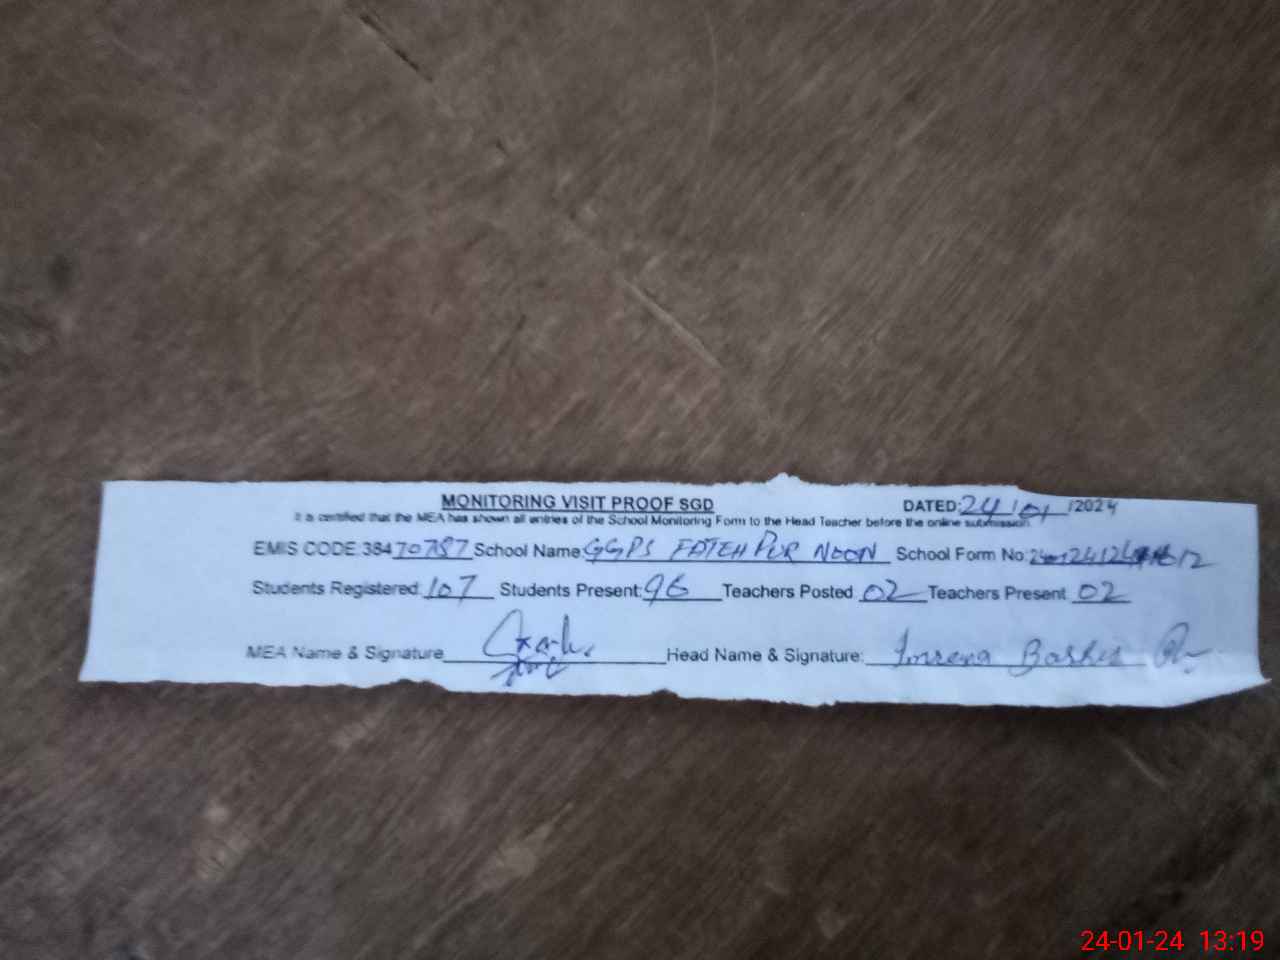 MONITORING VISIT PROOF SGD DATED: 24/01/2024
It is certified that the MEA has shown all entries of the School Monitoring Form to the Head Teacher before the online submission.
EMIS CODE: 38470787 School Name: GGPS FATEH PUR NOON School Form No:
Students Registered: 107 Students Present: 96 Teachers Posted 02 Teachers Present 02
MEA Name & Signature Head Name & Signature:
24-01-24 13:19